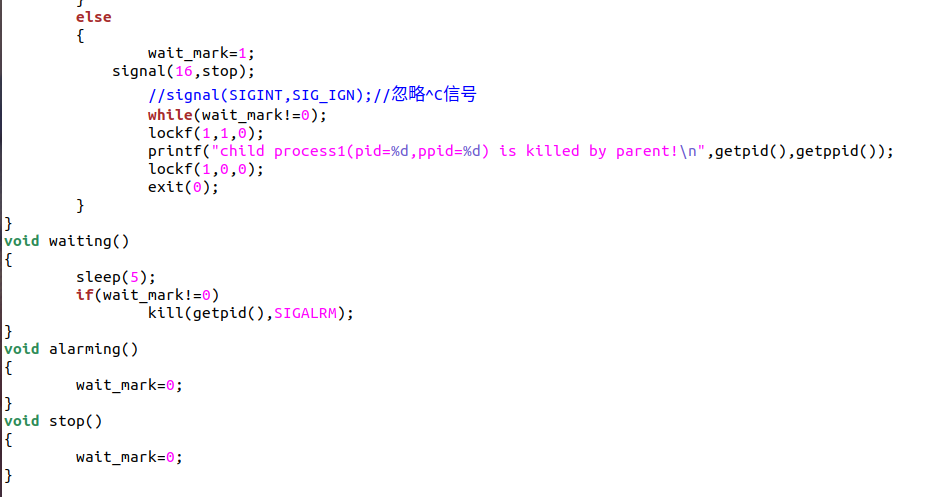 }
        else
        {
                wait_mark=1;
            signal(16,stop);
                //signal(SIGINT,SIG_IGN);//忽略^C信号
                while(wait_mark!=0);
                lockf(1,1,0);
                printf("child process1(pid=%d,ppid=%d) is killed by parent!\n",getpid(),getppid());
                lockf(1,0,0);
                exit(0);
        }
}
void waiting()
{
        sleep(5);
        if(wait_mark!=0)
                kill(getpid(),SIGALRM);
}
void alarming()
{
        wait_mark=0;
}
void stop()
{
        wait_mark=0;
}